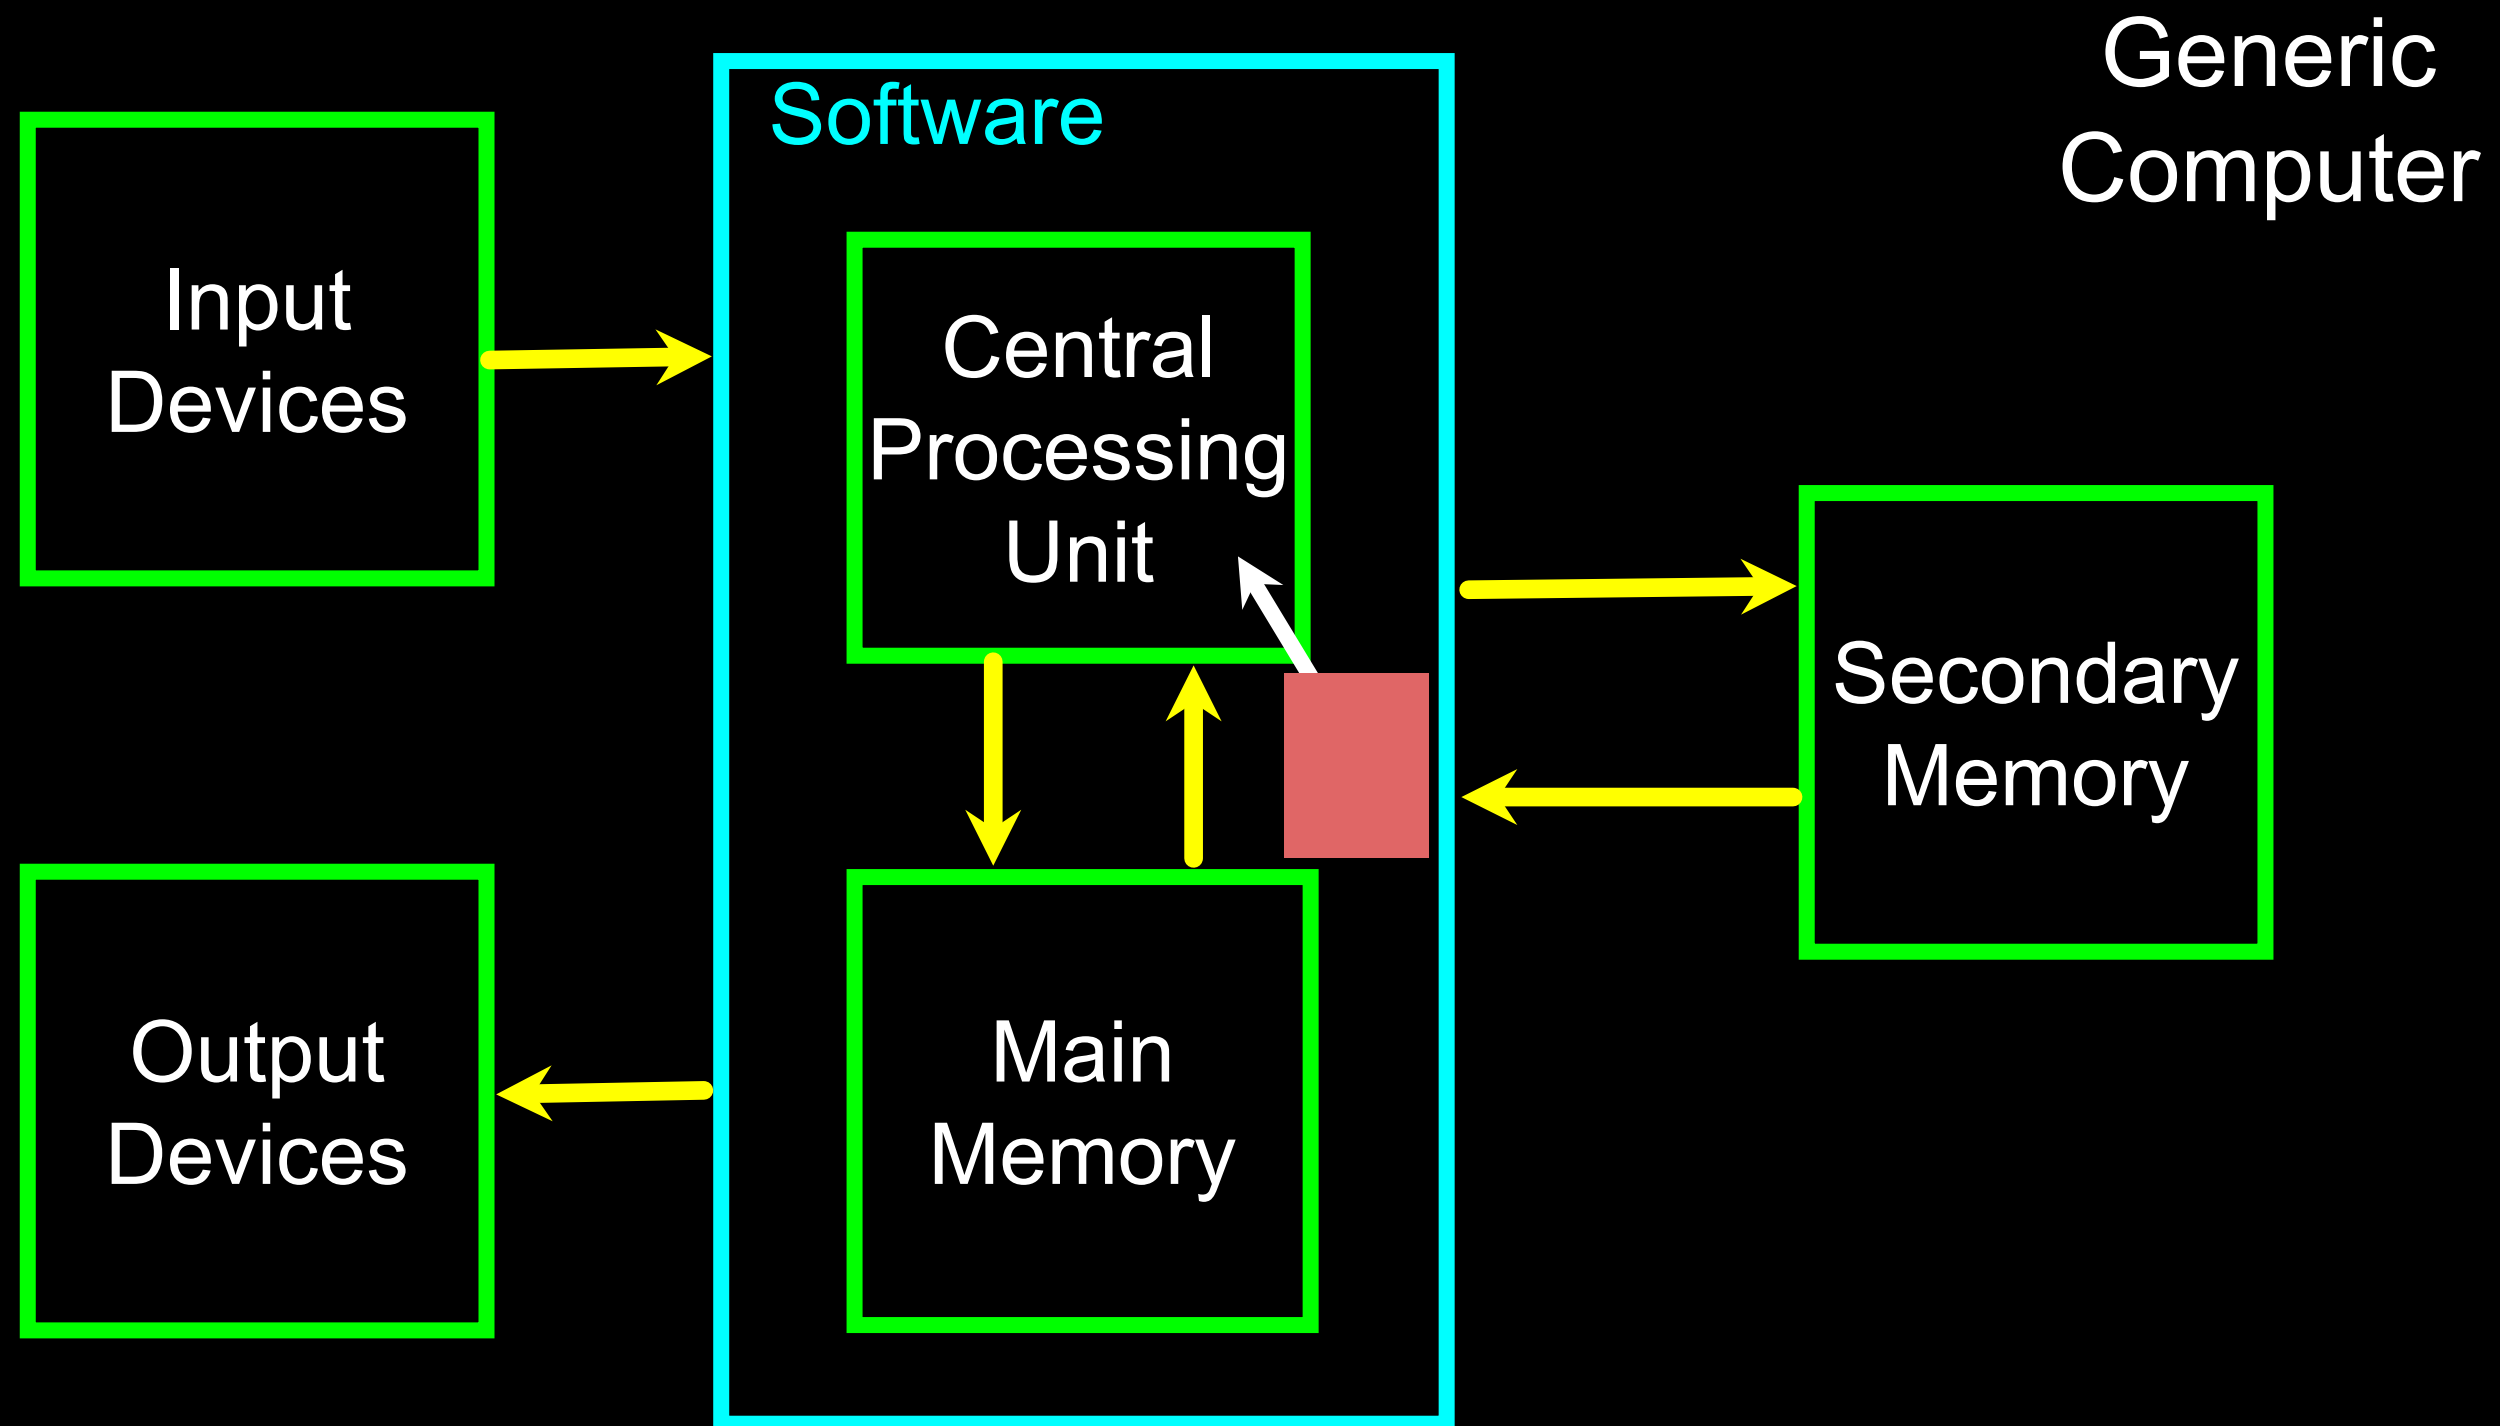 Generic
Computer
Software
Input
Devices
Central
Processing
Unit
Secondary
Memory
Output
Devices
Main
Memory